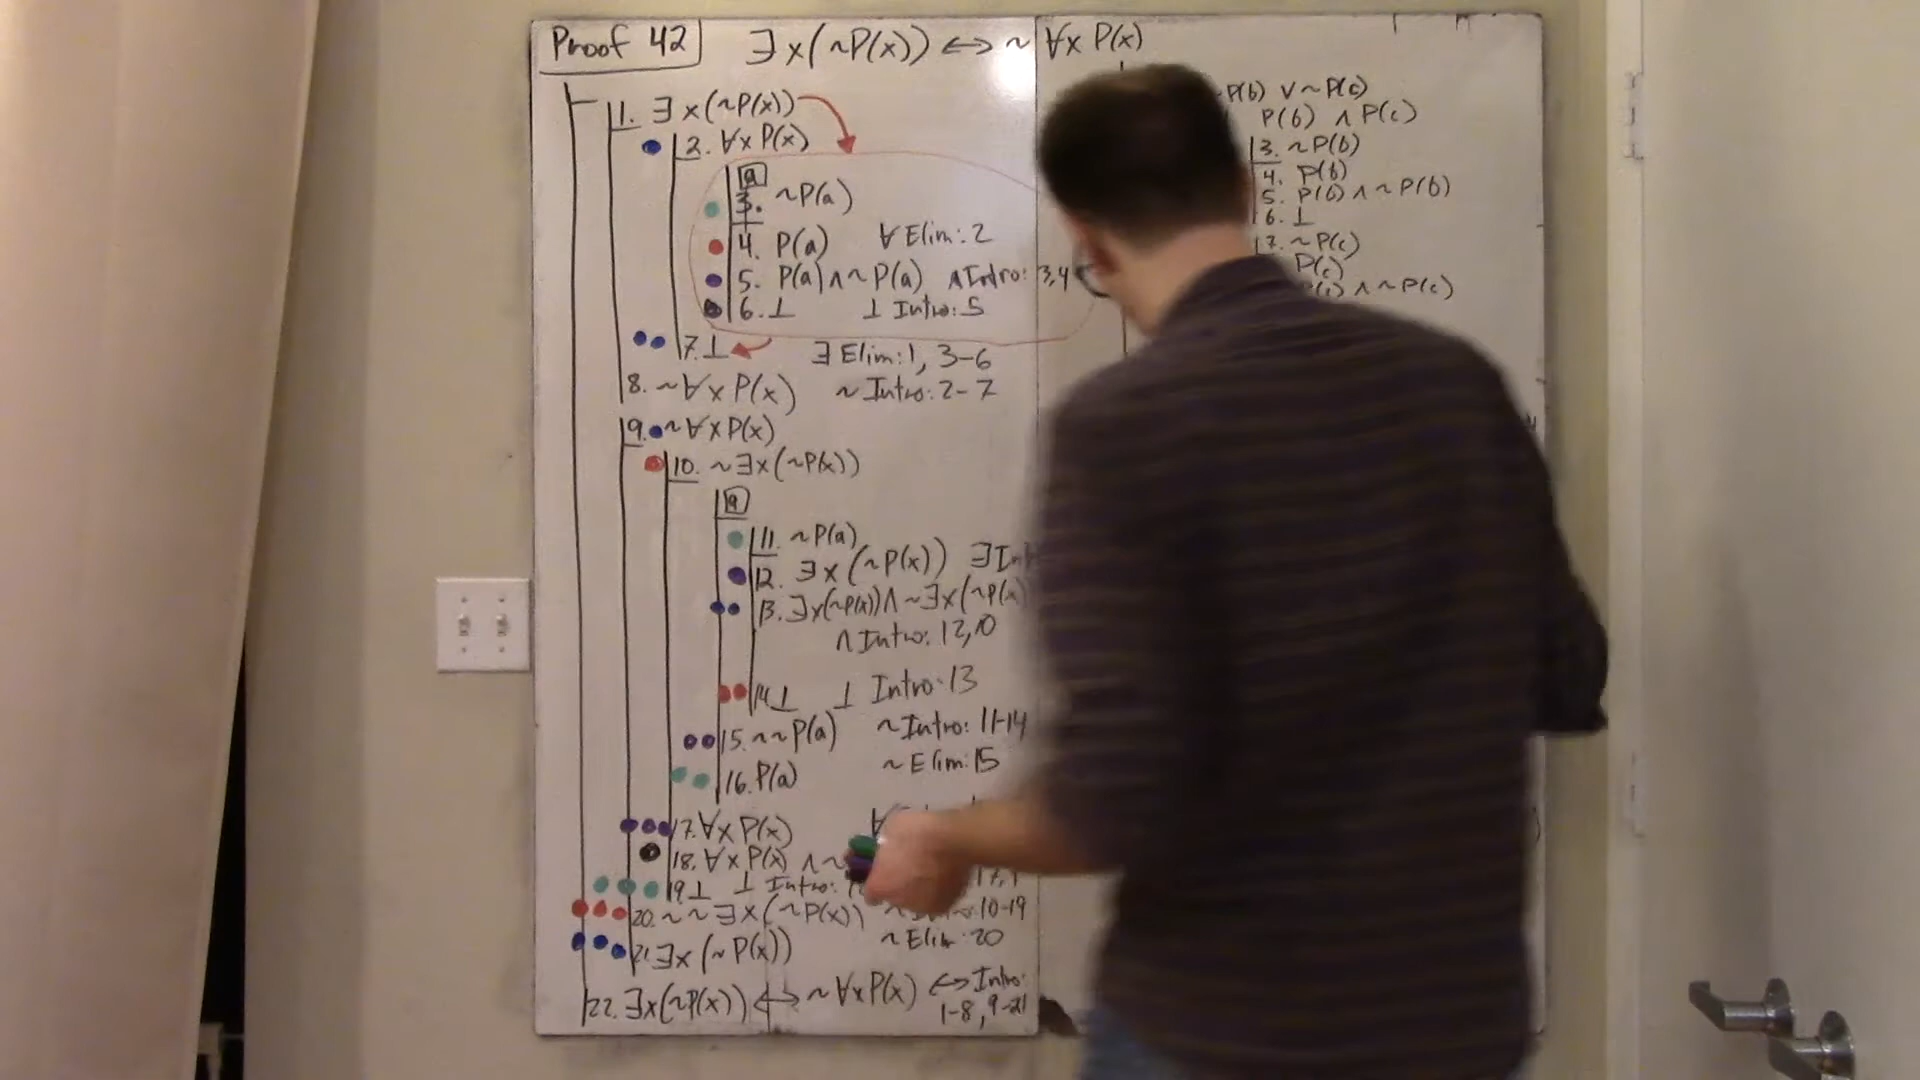 Proof 42
∃x(~P(x)) ↔ ~∀x P(x)
1. ∃x(~P(x))
2. ∀x P(x)
a
3. ~P(a)
4. P(a) ∀ Elim: 2
5. P(a) ∧ ~P(a) ∧ Intro: 3,4
6. ⊥ ⊥ Intro: 5
7. ⊥ ∃ Elim: 1, 3-6
8. ~∀x P(x) ~ Intro: 2-7
9. ~∀x P(x)
10. ~∃x(~P(x))
a
11. ~P(a)
12. ∃x(~P(x))
13. ∃x(~P(x)) ∧ ~∃x(~P(x)
∧ Intro: 12,10
14. ⊥ ⊥ Intro: 13
15. ~~P(a) ~ Intro: 11-14
16. P(a) ~ Elim: 15
17. ∀x P(x) ∀
18. ∀x P(x) ∧ ~
19. ⊥ ⊥ Intro:
20. ~~∃x(~P(x)) 10-19
21. ∃x(~P(x)) ~ Elim: 20
22. ∃x(~P(x)) ↔ ~∀x P(x) ↔ Intro:
1-8, 9-21
~P(b) ∨ ~P(c)
P(b) ∧ P(c)
3. ~P(b)
4. P(b)
5. P(b) ∧ ~P(b)
6. ⊥
7. ~P(c)
P(c)
P(c) ∧ ~P(c)